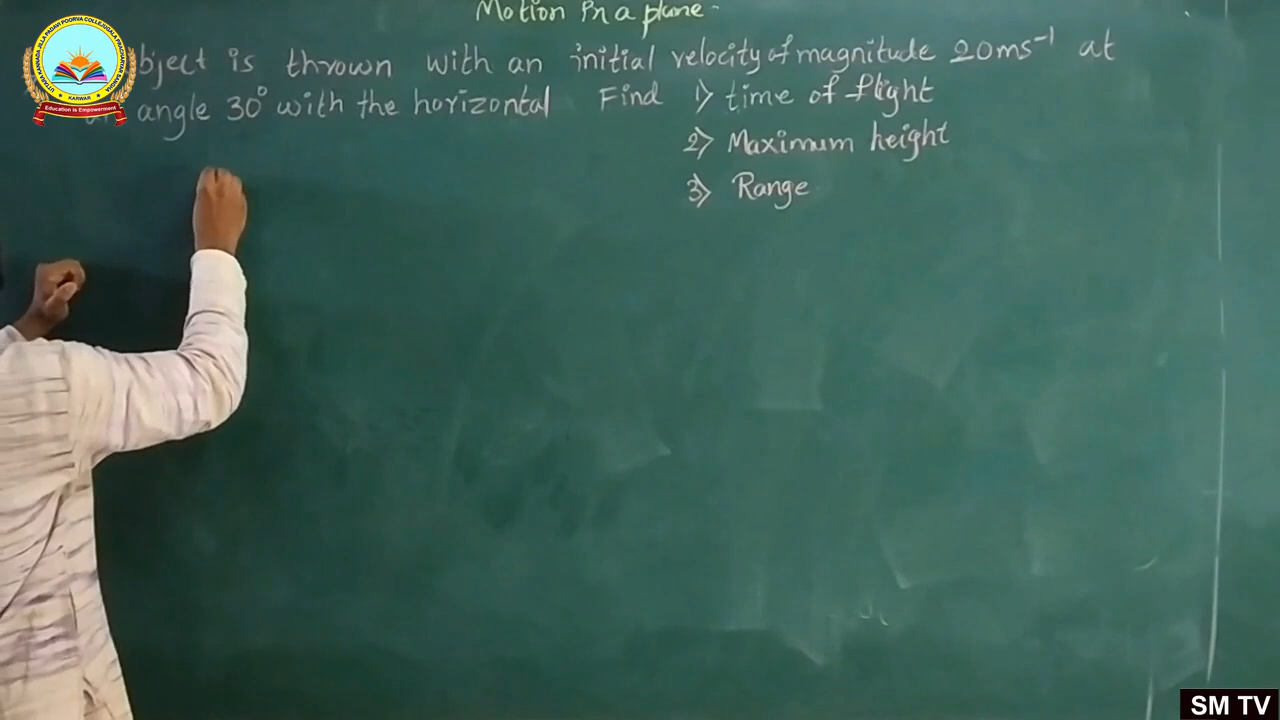 Motion in a plane.
bject is thrown with an initial velocity of magnitude 20ms⁻¹ at
angle 30° with the horizontal Find 1) time of flight
2) Maximum height
3) Range
KARWAR
Education is Empowerment
SM TV